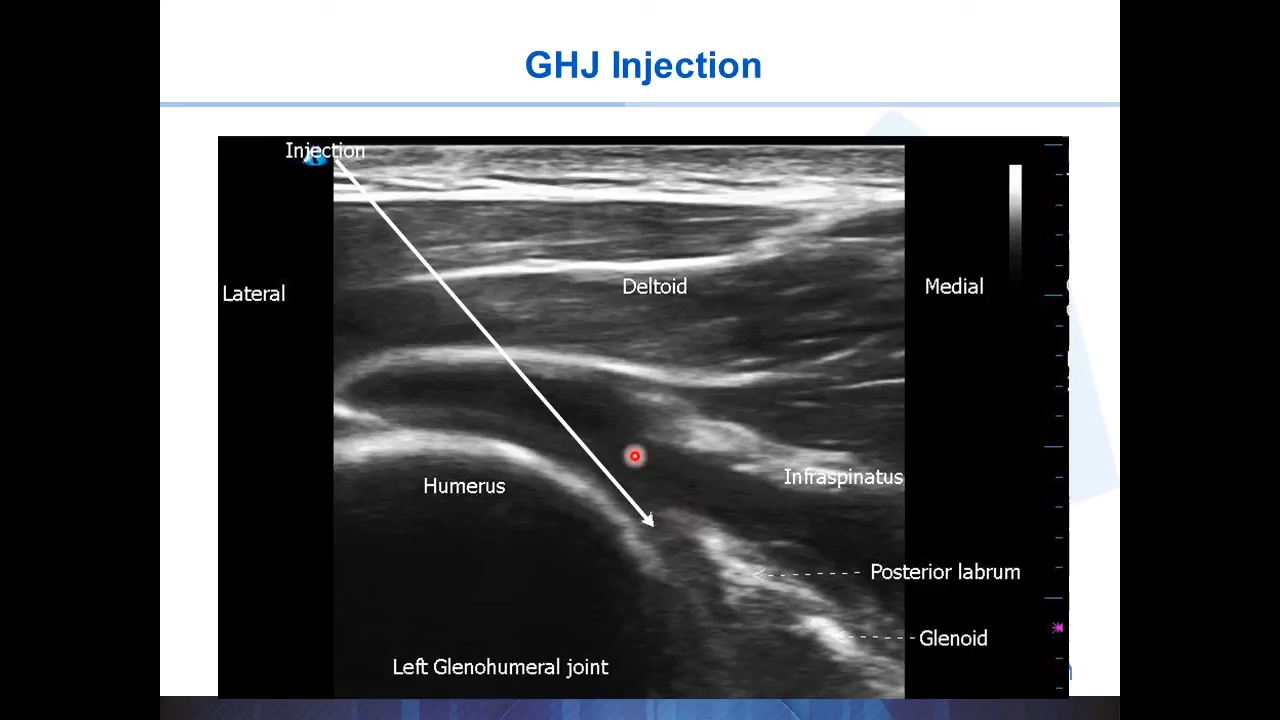 GHJ Injection
Injection
Deltoid
Lateral
Medial
Infraspinatus
Humerus
Posterior labrum
Glenoid
Left Glenohumeral joint